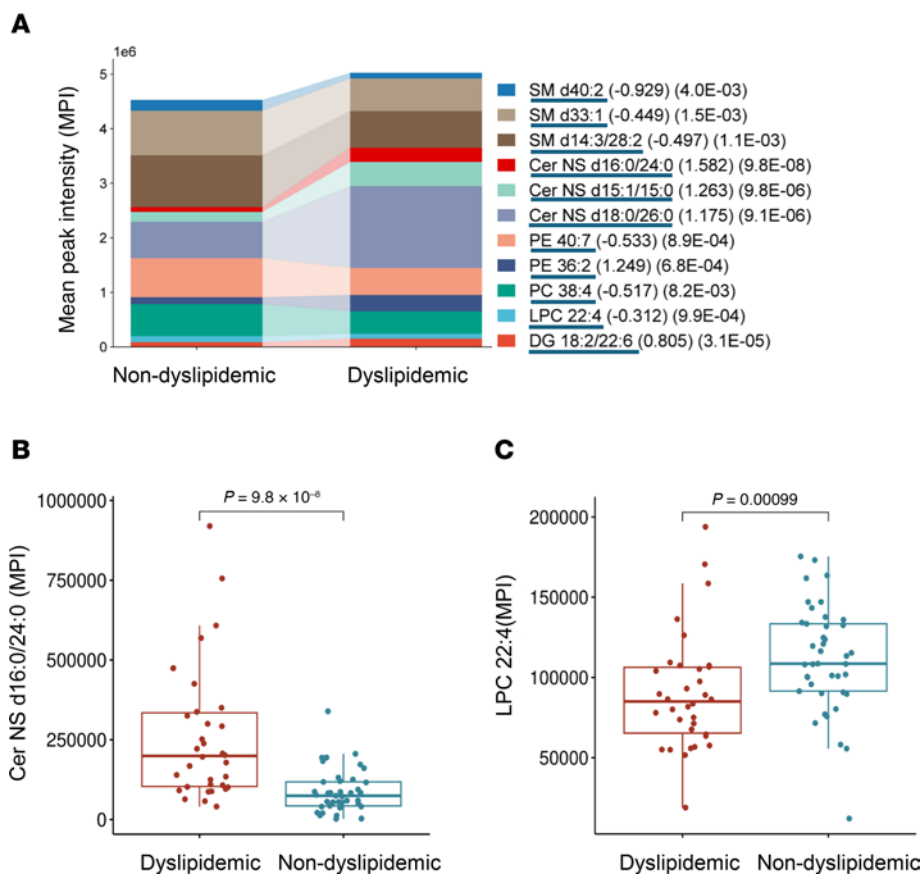 A
1e6
5
4
3
2
1
0
Mean peak intensity (MPI)
Non-dyslipidemic
Dyslipidemic
SM d40:2 (-0.929) (4.0E-03)
SM d33:1 (-0.449) (1.5E-03)
SM d14:3/28:2 (-0.497) (1.1E-03)
Cer NS d16:0/24:0 (1.582) (9.8E-08)
Cer NS d15:1/15:0 (1.263) (9.8E-06)
Cer NS d18:0/26:0 (1.175) (9.1E-06)
PE 40:7 (-0.533) (8.9E-04)
PE 36:2 (1.249) (6.8E-04)
PC 38:4 (-0.517) (8.2E-03)
LPC 22:4 (-0.312) (9.9E-04)
DG 18:2/22:6 (0.805) (3.1E-05)
B
P = 9.8 × 10⁻⁸
1000000
750000
500000
250000
0
Cer NS d16:0/24:0 (MPI)
Dyslipidemic
Non-dyslipidemic
C
P = 0.00099
200000
150000
100000
50000
LPC 22:4(MPI)
Dyslipidemic
Non-dyslipidemic